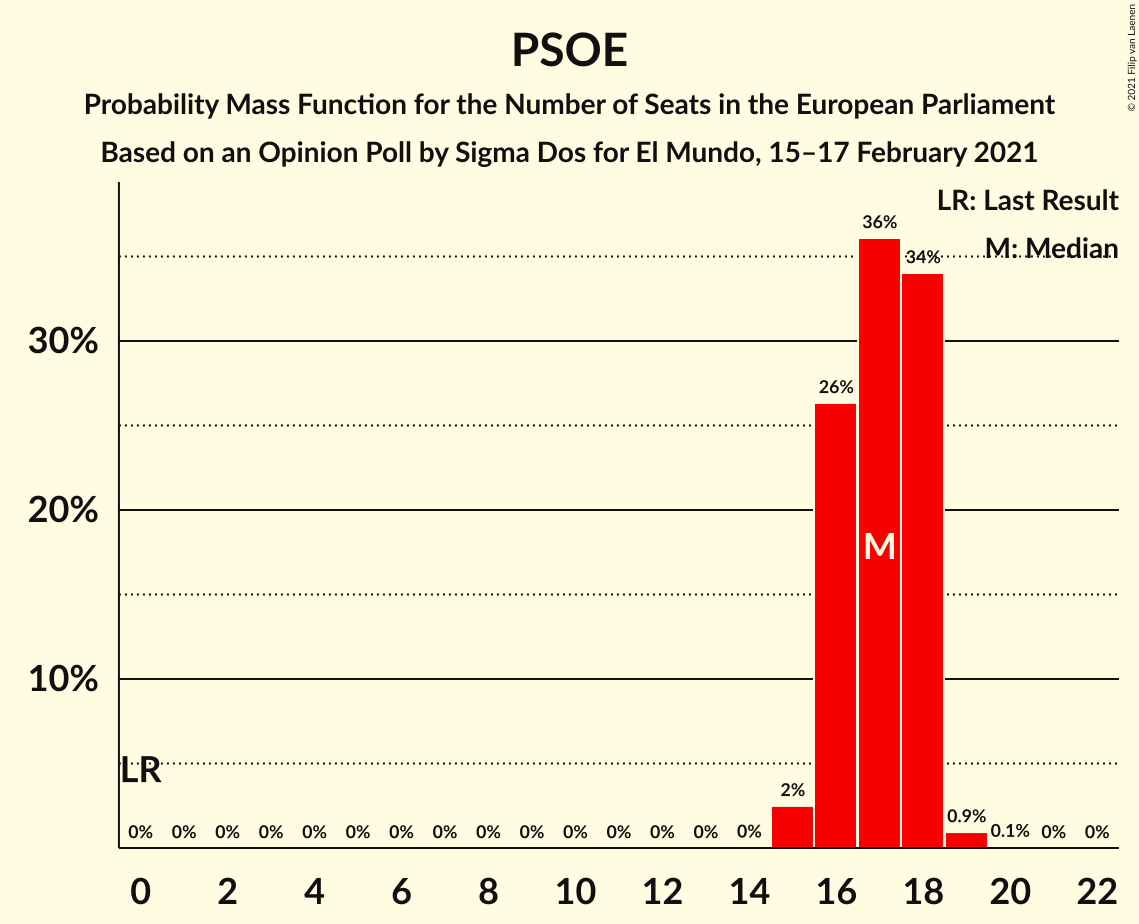 PSOE
Probability Mass Function for the Number of Seats in the European Parliament
Based on an Opinion Poll by Sigma Dos for El Mundo, 15–17 February 2021
© 2021 Filip van Laenen
LR: Last Result
M: Median
36%
34%
30%
26%
20%
M
10%
LR
2%
0% 0% 0% 0% 0% 0% 0% 0% 0% 0% 0% 0% 0% 0% 0% 0.9% 0.1% 0% 0%
0 2 4 6 8 10 12 14 16 18 20 22